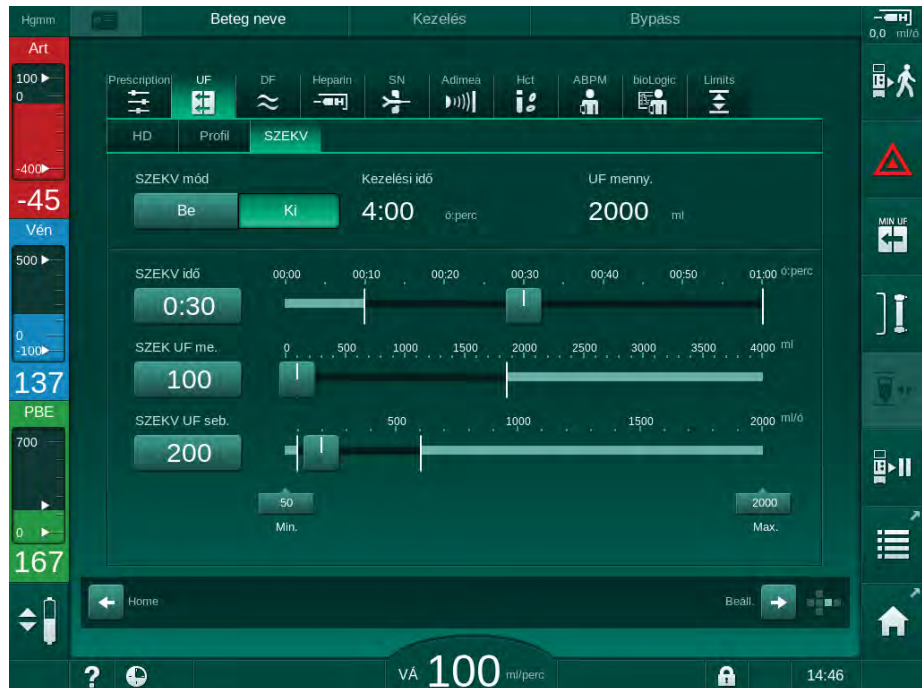 Hgmm Beteg neve Kezelés Bypass 0,0 ml/ó
Art
100
0
-400
-45
Vén
500
0
-100
137
PBE
700
0
167
Prescription UF DF Heparin SN Adimea Hct ABPM bioLogic Limits
HD Profil SZEKV
SZEKV mód Kezelési idő UF menny.
Be Ki 4:00 ó:perc 2000 ml
SZEKV idő 00:00 00:10 00:20 00:30 00:40 00:50 01:00 ó:perc
0:30
SZEK UF me. 0 500 1000 1500 2000 2500 3000 3500 4000 ml
100
SZEKV UF seb. 500 1000 1500 2000 ml/ó
200
50 2000
Min. Max.
Home Beáll.
MIN UF
? VÁ 100 ml/perc 14:46